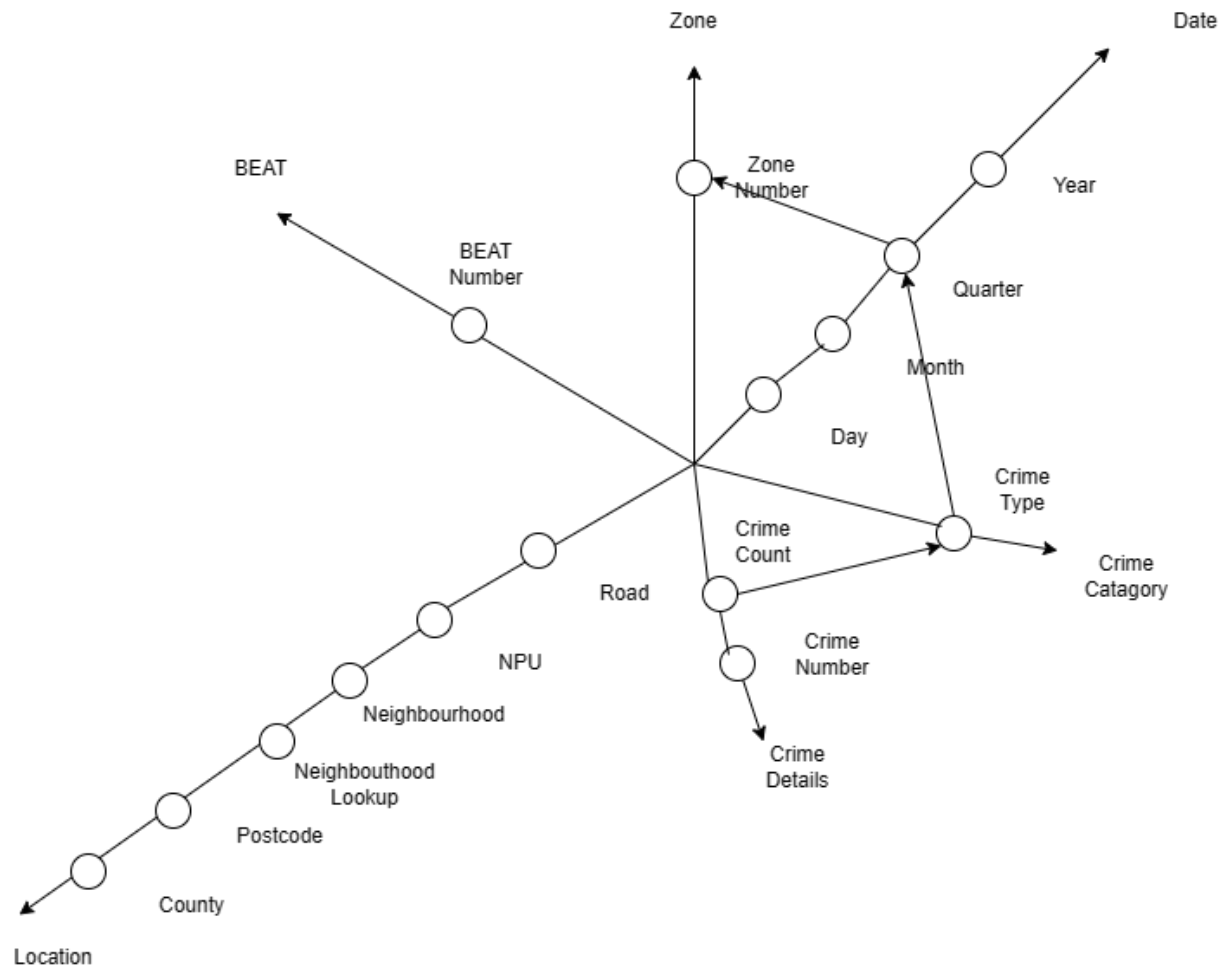 Zone
Date
BEAT
Zone
Number
Year
BEAT
Number
Quarter
Month
Day
Crime
Type
Crime
Count
Crime
Catagory
Road
Crime
Number
NPU
Neighbourhood
Crime
Details
Neighbouthood
Lookup
Postcode
County
Location